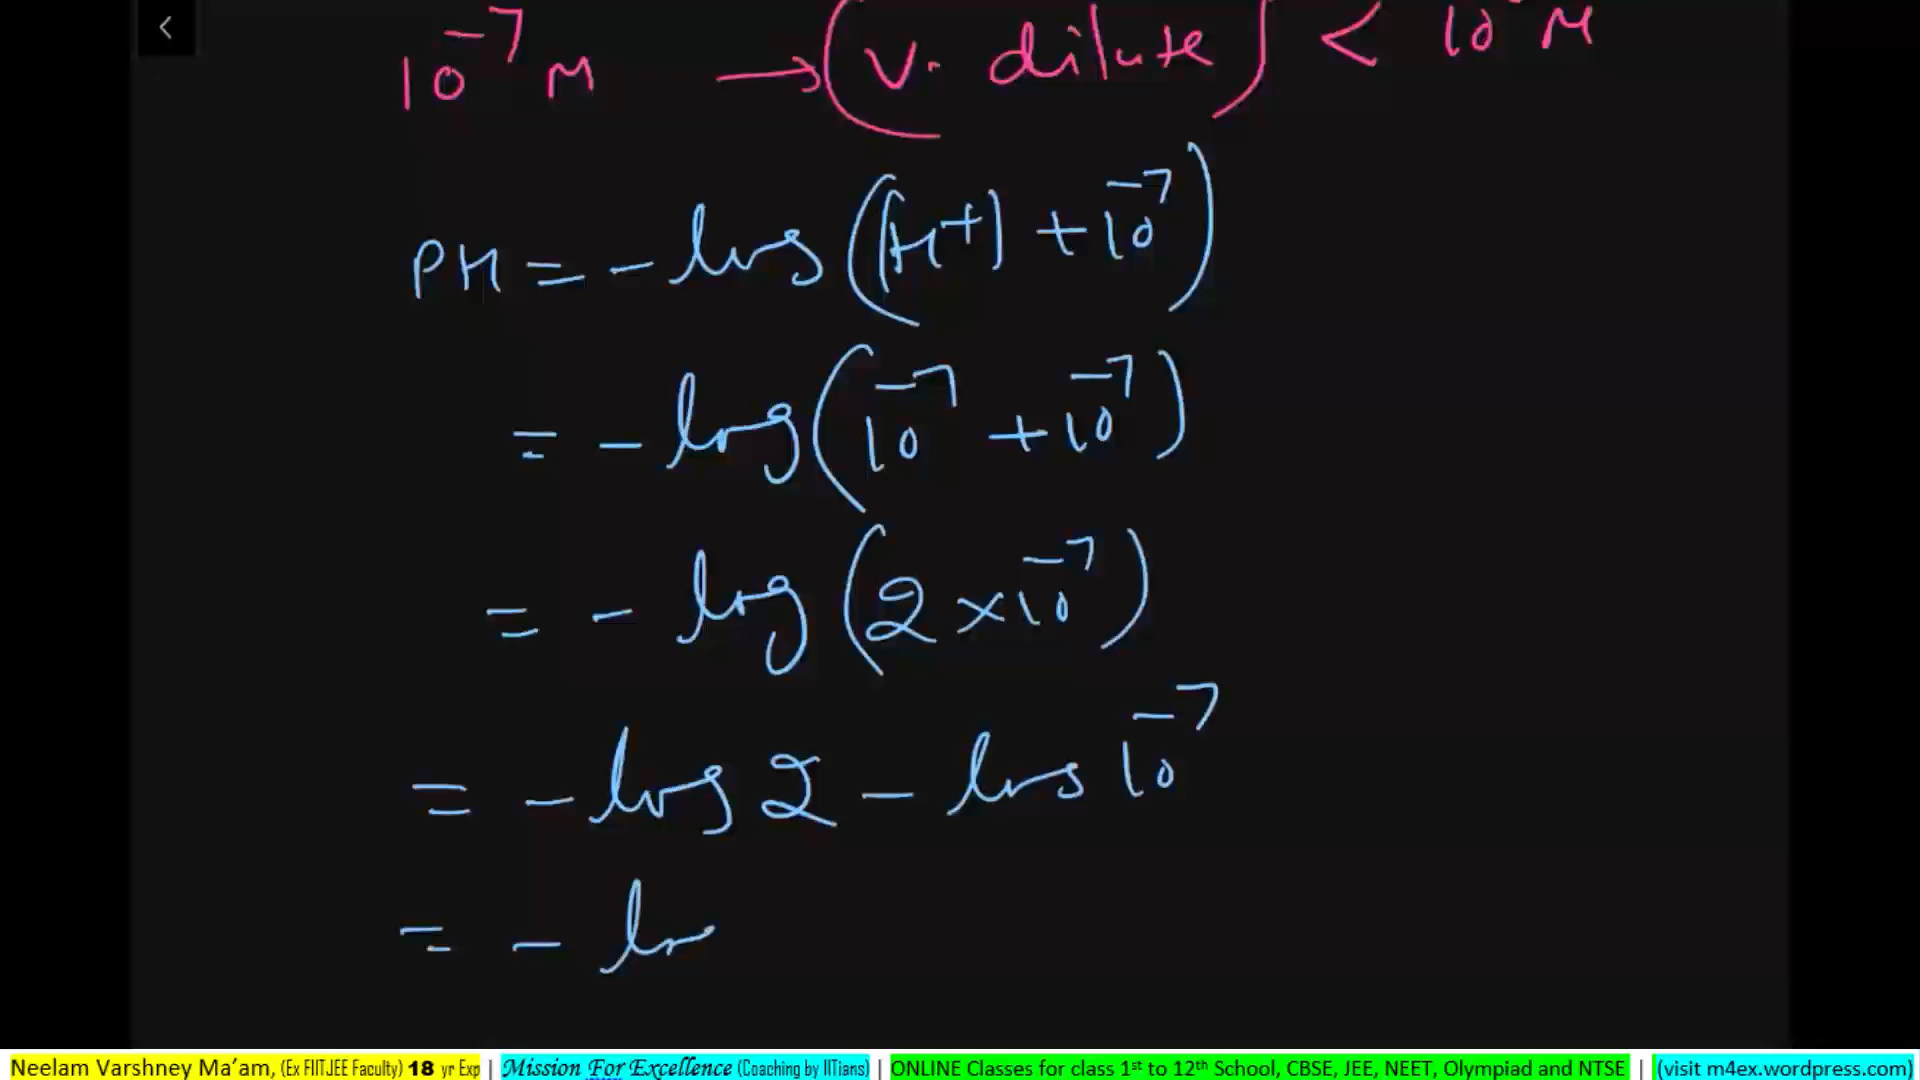 10⁻⁷ M → (v. dilute) < 10⁻ M
PH = - log ([H⁺] + 10⁻⁷)
= - log (10⁻⁷ + 10⁻⁷)
= - log (2 × 10⁻⁷)
= - log 2 - log 10⁻⁷
= - lo
Neelam Varshney Ma’am, (Ex FIITJEE Faculty) 18 yr Exp | Mission For Excellence (Coaching by IITians) | ONLINE Classes for class 1ˢᵗ to 12ᵗʰ School, CBSE, JEE, NEET, Olympiad and NTSE | (visit m4ex.wordpress.com)